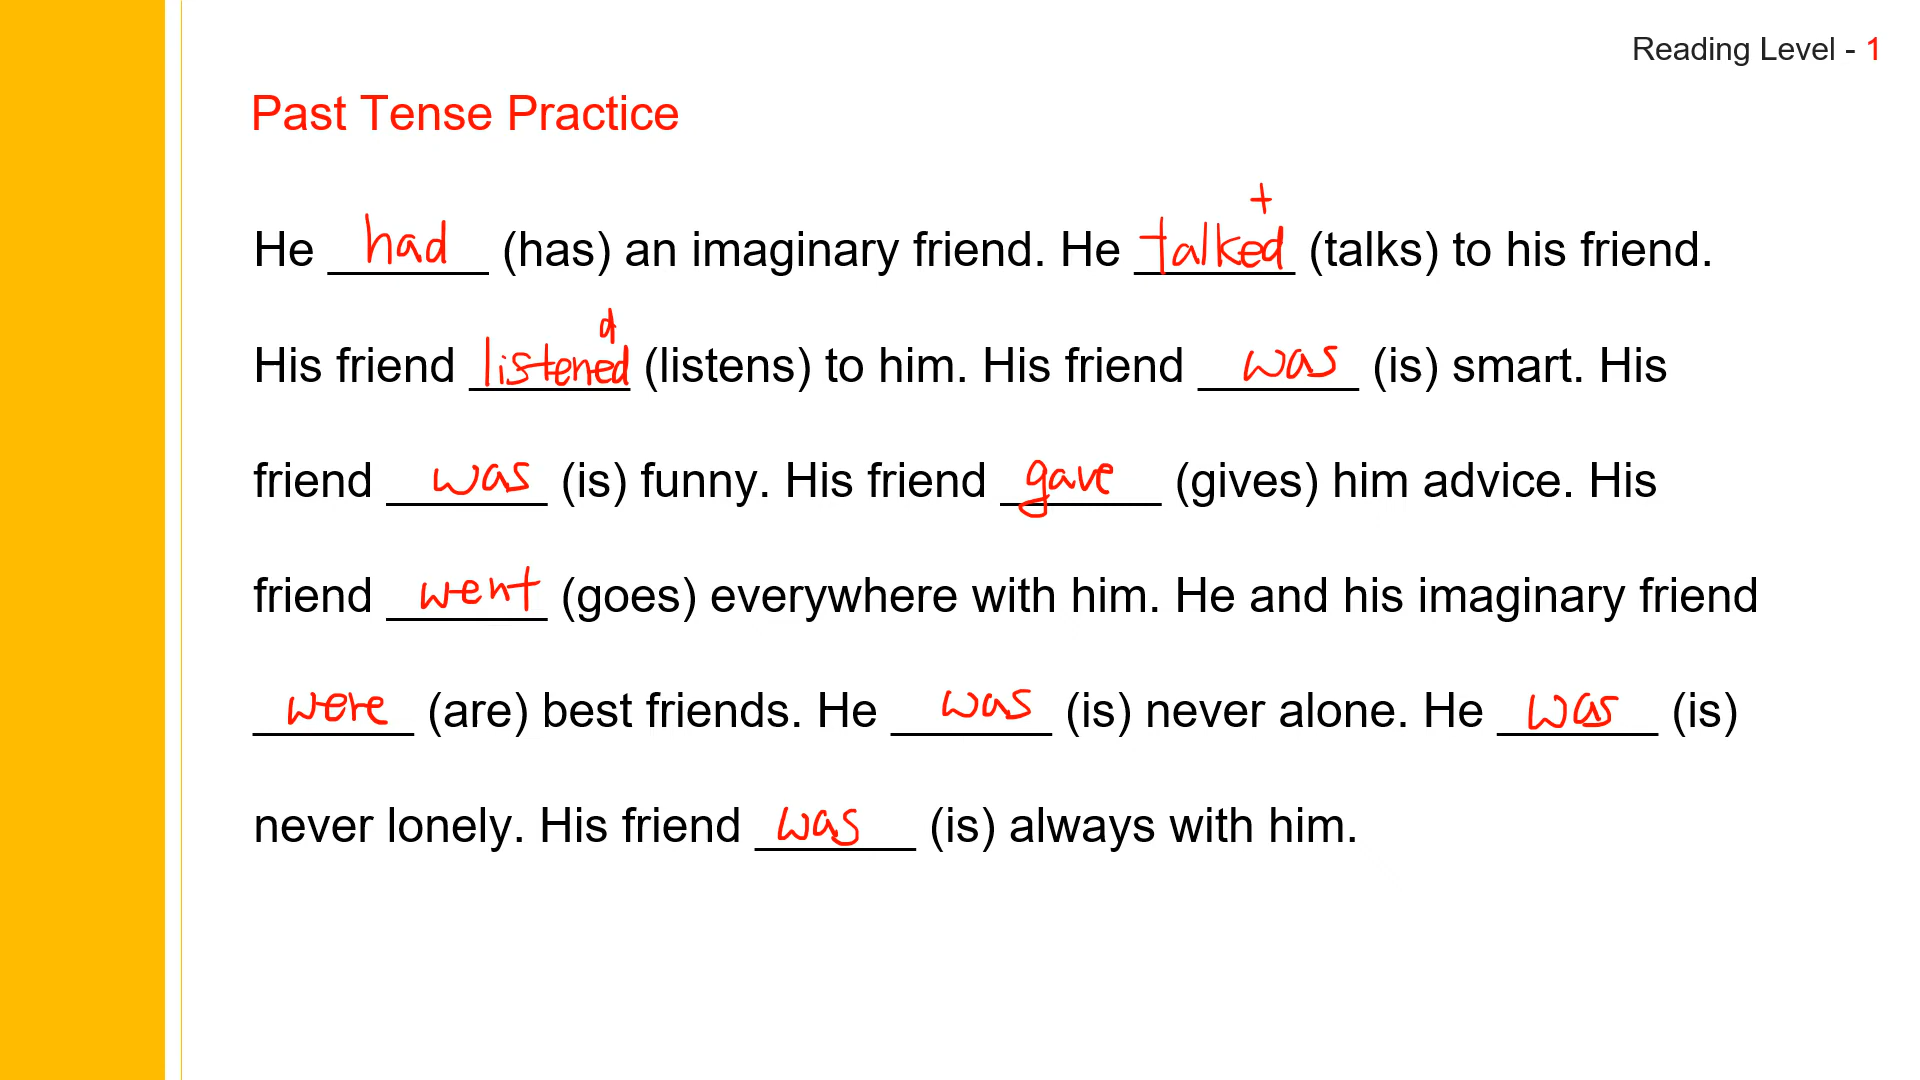 Reading Level - 1
Past Tense Practice
t
He had (has) an imaginary friend. He talked (talks) to his friend.
d
His friend listened (listens) to him. His friend was (is) smart. His
friend was (is) funny. His friend gave (gives) him advice. His
friend went (goes) everywhere with him. He and his imaginary friend
were (are) best friends. He was (is) never alone. He was (is)
never lonely. His friend was (is) always with him.